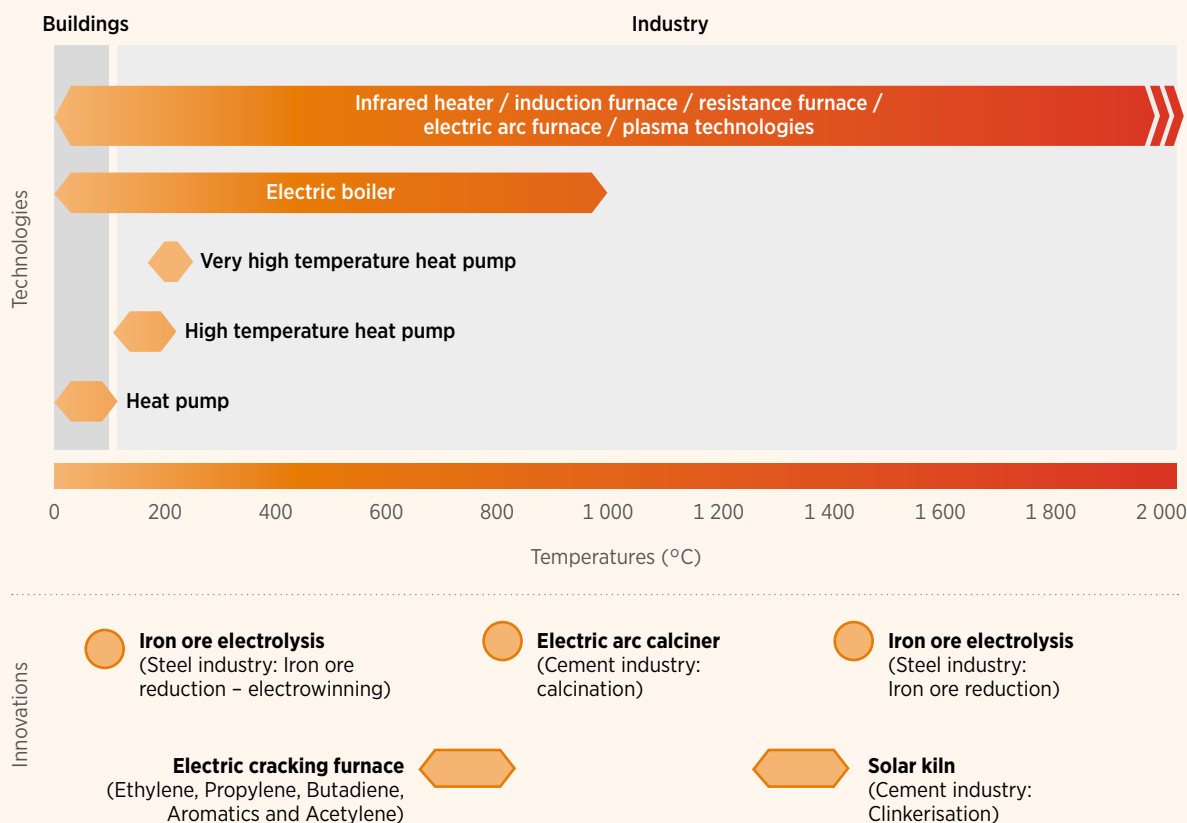 Buildings
Industry
Technologies
Infrared heater / induction furnace / resistance furnace /
electric arc furnace / plasma technologies
Electric boiler
Very high temperature heat pump
High temperature heat pump
Heat pump
0 200 400 600 800 1 000 1 200 1 400 1 600 1 800 2 000
Temperatures (°C)
Innovations
Iron ore electrolysis
(Steel industry: Iron ore
reduction – electrowinning)
Electric arc calciner
(Cement industry:
calcination)
Iron ore electrolysis
(Steel industry:
Iron ore reduction)
Electric cracking furnace
(Ethylene, Propylene, Butadiene,
Aromatics and Acetylene)
Solar kiln
(Cement industry:
Clinkerisation)